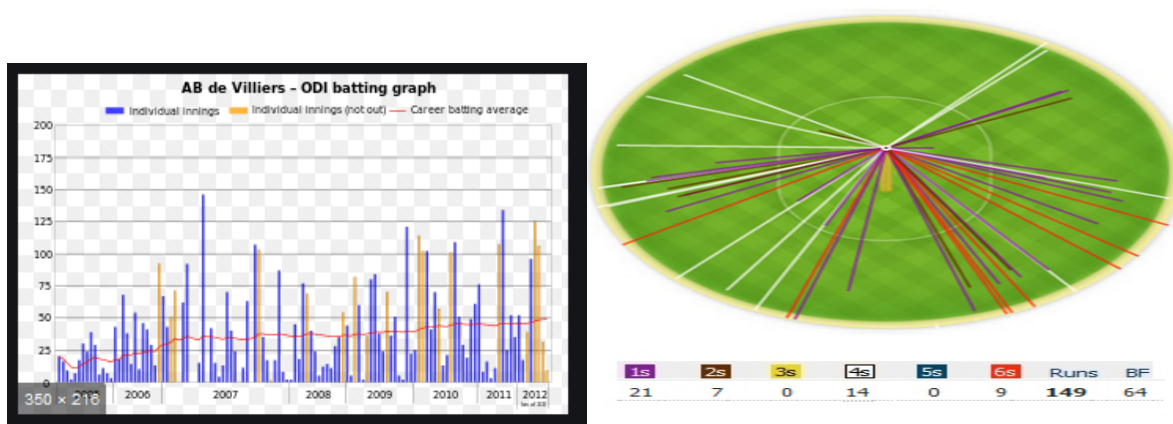 AB de Villiers – ODI batting graph
Individual innings Individual innings (not out) Career batting average
200
175
150
125
100
75
50
25
0
2006 2007 2008 2009 2010 2011 2012
350 × 216
1s 2s 3s 4s 5s 6s Runs BF
21 7 0 14 0 9 149 64